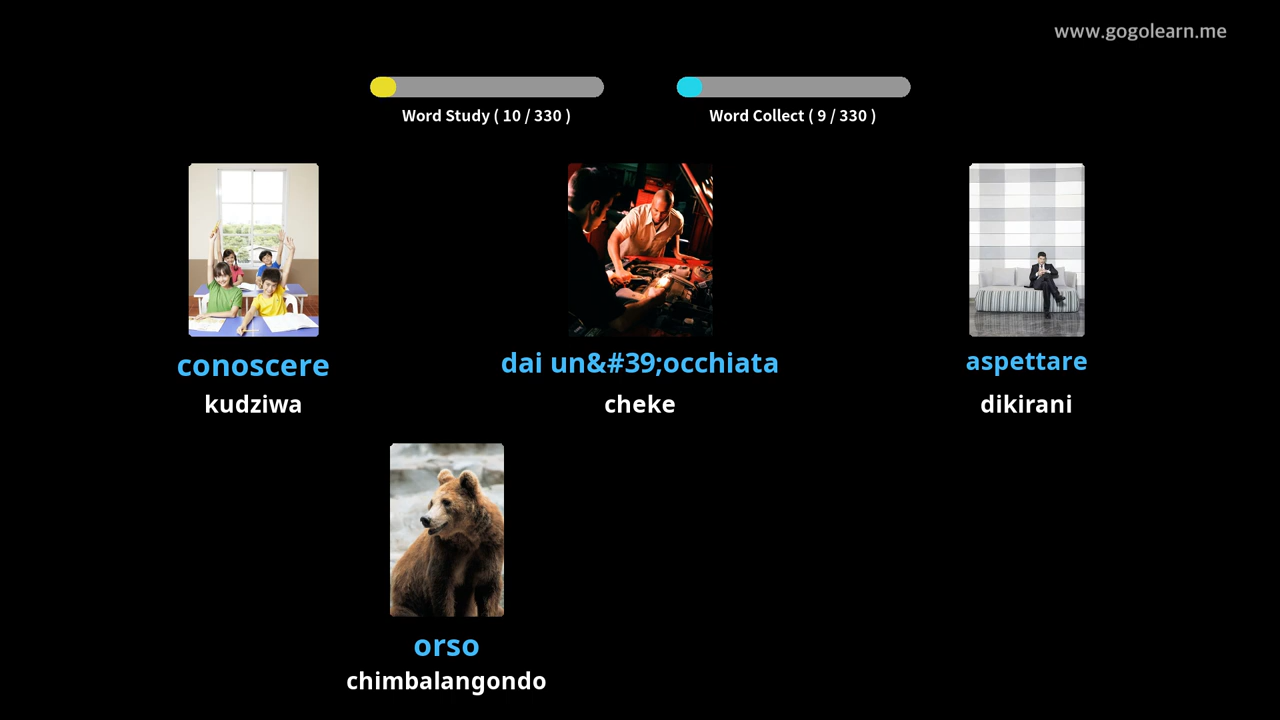 www.gogolearn.me
Word Study ( 10 / 330 )
Word Collect ( 9 / 330 )
conoscere
kudziwa
dai un&#39;occhiata
cheke
aspettare
dikirani
orso
chimbalangondo